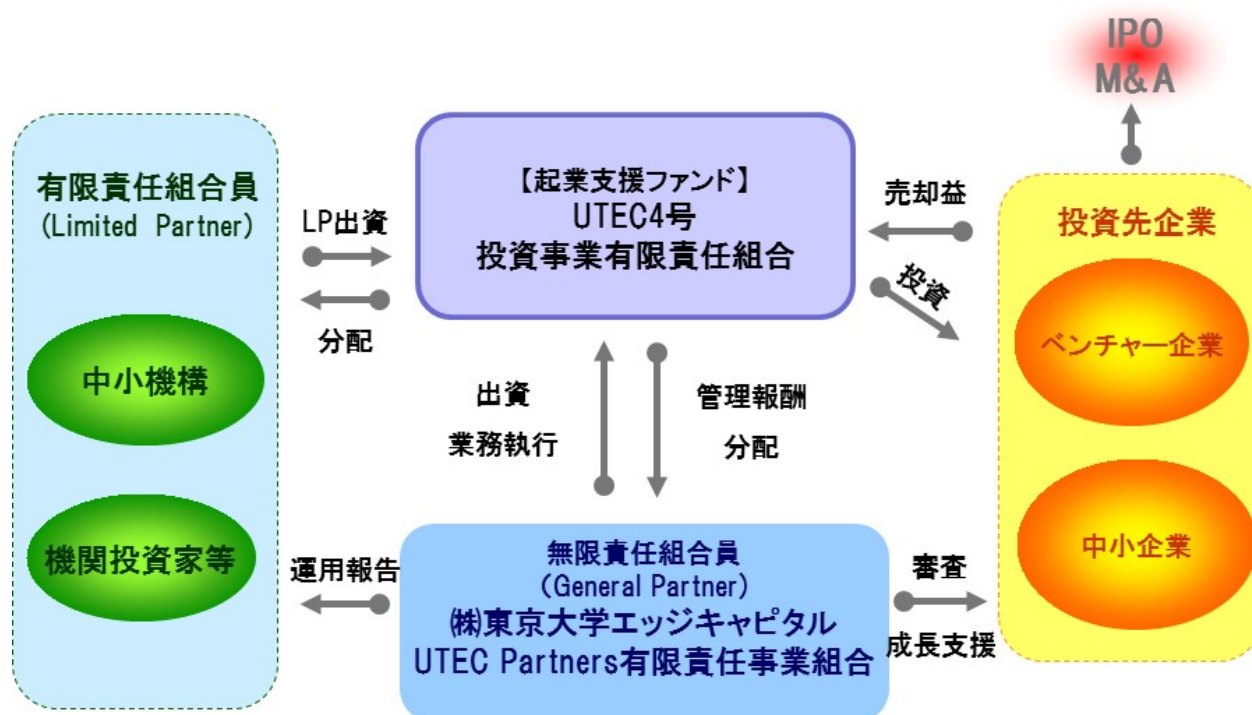 IPO
M&A
有限責任組合員
(Limited Partner)
中小機構
機関投資家等
LP出資
分配
【起業支援ファンド】
UTEC4号
投資事業有限責任組合
売却益
投資
投資先企業
ベンチャー企業
中小企業
出資
業務執行
管理報酬
分配
運用報告
無限責任組合員
(General Partner)
㈱東京大学エッジキャピタル
UTEC Partners有限責任事業組合
審査
成長支援